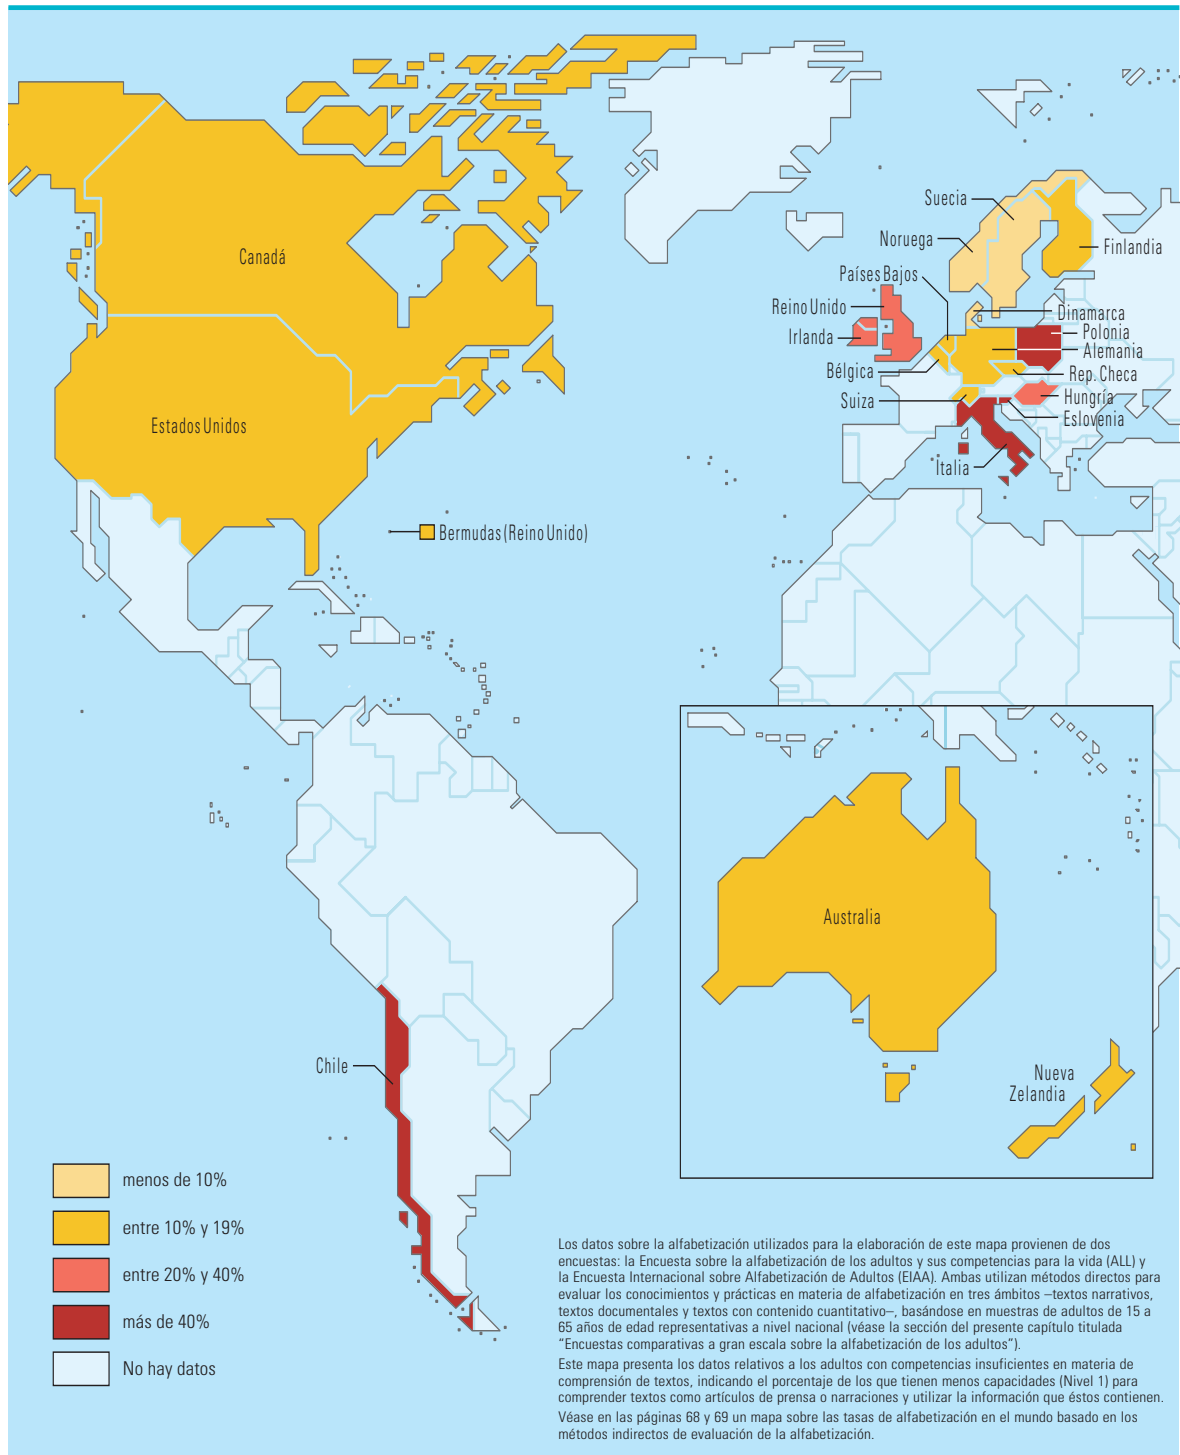 Canadá
Estados Unidos
Bermudas (Reino Unido)
Suecia
Noruega
Finlandia
Países Bajos
Reino Unido
Irlanda
Dinamarca
Polonia
Alemania
Bélgica
Rep. Checa
Suiza
Hungría
Eslovenia
Italia
Australia
Nueva
Zelandia
Chile
menos de 10%
entre 10% y 19%
entre 20% y 40%
más de 40%
No hay datos
Los datos sobre la alfabetización utilizados para la elaboración de este mapa provienen de dos
encuestas: la Encuesta sobre la alfabetización de los adultos y sus competencias para la vida (ALL) y
la Encuesta Internacional sobre Alfabetización de Adultos (EIAA). Ambas utilizan métodos directos para
evaluar los conocimientos y prácticas en materia de alfabetización en tres ámbitos –textos narrativos,
textos documentales y textos con contenido cuantitativo–, basándose en muestras de adultos de 15 a
65 años de edad representativas a nivel nacional (véase la sección del presente capítulo titulada
“Encuestas comparativas a gran escala sobre la alfabetización de los adultos”).
Este mapa presenta los datos relativos a los adultos con competencias insuficientes en materia de
comprensión de textos, indicando el porcentaje de los que tienen menos capacidades (Nivel 1) para
comprender textos como artículos de prensa o narraciones y utilizar la información que éstos contienen.
Véase en las páginas 68 y 69 un mapa sobre las tasas de alfabetización en el mundo basado en los
métodos indirectos de evaluación de la alfabetización.